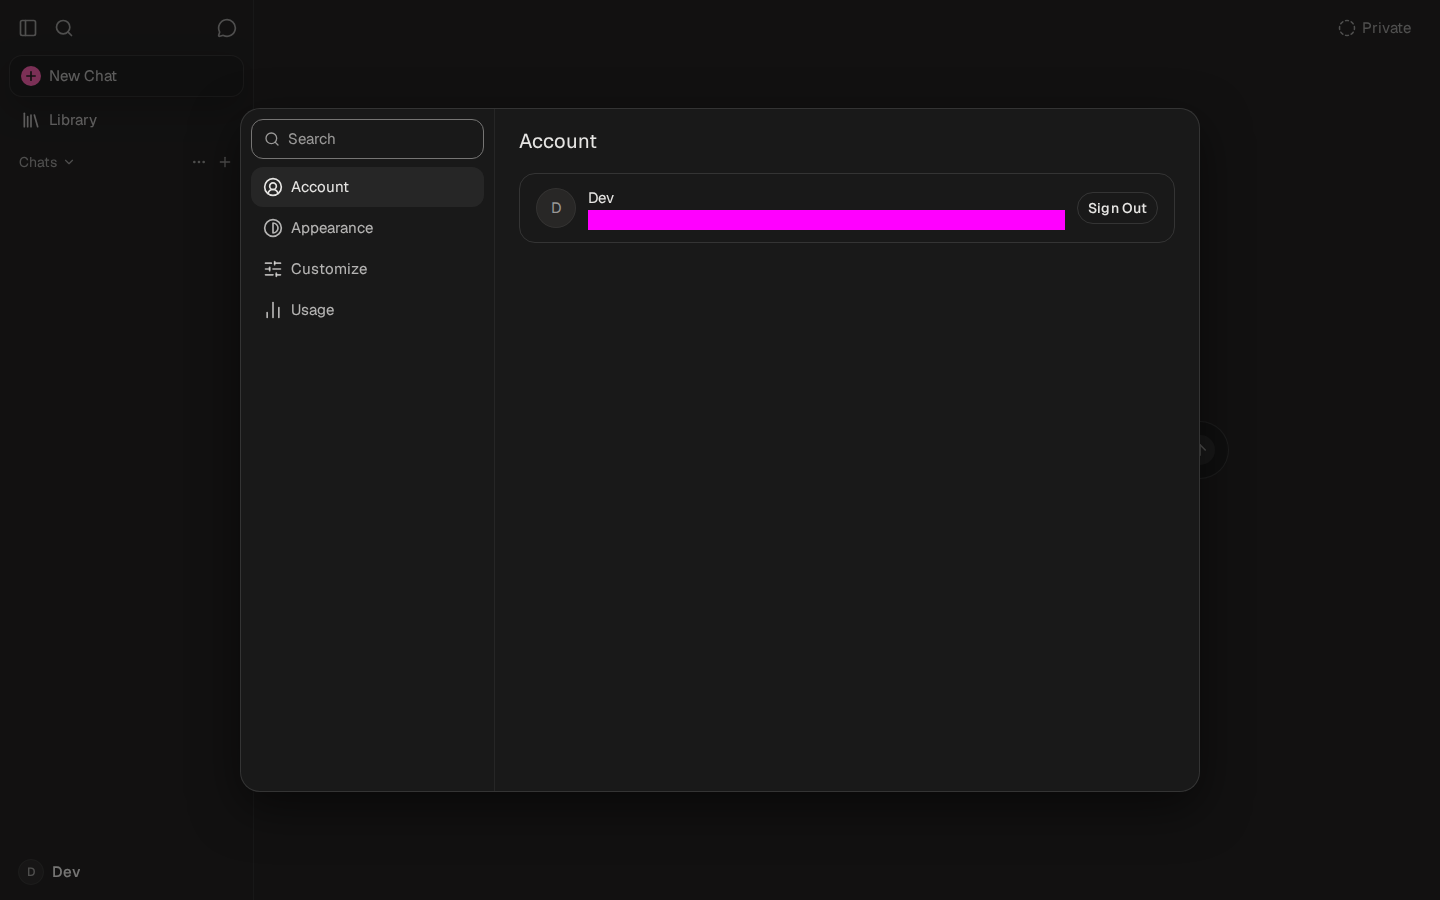 Private
New Chat
Library
Chats
Search
Account
Appearance
Customize
Usage
Account
D
Dev
Sign Out
D
Dev